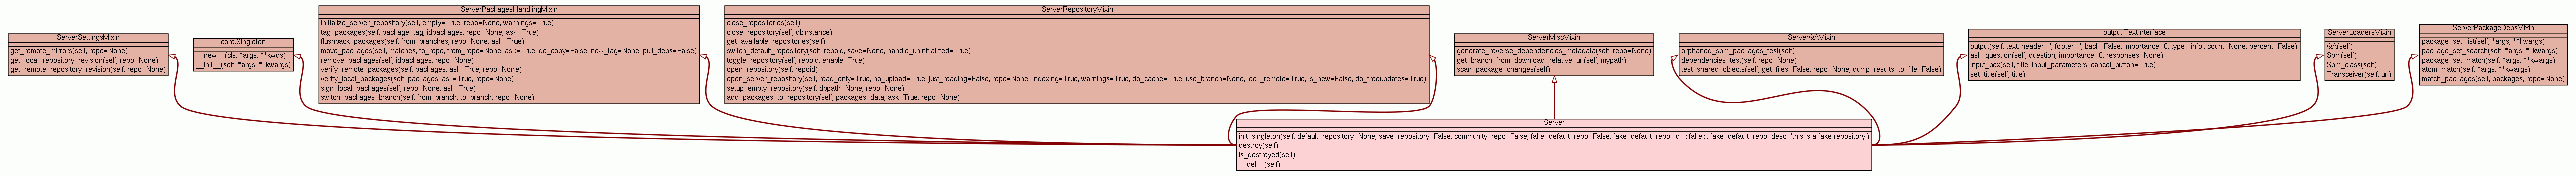 ServerSettingsMixin
get_remote_mirrors(self, repo=None)
get_local_repository_revision(self, repo=None)
get_remote_repository_revision(self, repo=None)
core.Singleton
__new__(cls, *args, **kwds)
__init__(self, *args, **kwargs)
ServerPackagesHandlingMixin
initialize_server_repository(self, empty=True, repo=None, warnings=True)
tag_packages(self, package_tag, idpackages, repo=None, ask=True)
flushback_packages(self, from_branches, repo=None, ask=True)
move_packages(self, matches, to_repo, from_repo=None, ask=True, do_copy=False, new_tag=None, pull_deps=False)
remove_packages(self, idpackages, repo=None)
verify_remote_packages(self, packages, ask=True, repo=None)
verify_local_packages(self, packages, ask=True, repo=None)
sign_local_packages(self, repo=None, ask=True)
switch_packages_branch(self, from_branch, to_branch, repo=None)
ServerRepositoryMixin
close_repositories(self)
close_repository(self, dbinstance)
get_available_repositories(self)
switch_default_repository(self, repoid, save=None, handle_uninitialized=True)
toggle_repository(self, repoid, enable=True)
open_repository(self, repoid)
open_server_repository(self, read_only=True, no_upload=True, just_reading=False, repo=None, indexing=True, warnings=True, do_cache=True, use_branch=None, lock_remote=True, is_new=False, do_treeupdates=True)
setup_empty_repository(self, dbpath=None, repo=None)
add_packages_to_repository(self, packages_data, ask=True, repo=None)
ServerMiscMixin
generate_reverse_dependencies_metadata(self, repo=None)
get_branch_from_download_relative_uri(self, mypath)
scan_package_changes(self)
ServerQAMixin
orphaned_spm_packages_test(self)
dependencies_test(self, repo=None)
test_shared_objects(self, get_files=False, repo=None, dump_results_to_file=False)
output.TextInterface
output(self, text, header='', footer='', back=False, importance=0, type='info', count=None, percent=False)
ask_question(self, question, importance=0, responses=None)
input_box(self, title, input_parameters, cancel_button=True)
set_title(self, title)
ServerLoadersMixin
QA(self)
Spm(self)
Spm_class(self)
Transceiver(self, uri)
ServerPackageDepsMixin
package_set_list(self, *args, **kwargs)
package_set_search(self, *args, **kwargs)
package_set_match(self, *args, **kwargs)
atom_match(self, *args, **kwargs)
match_packages(self, packages, repo=None)
Server
init_singleton(self, default_repository=None, save_repository=False, community_repo=False, fake_default_repo=False, fake_default_repo_id=':fake::', fake_default_repo_desc='this is a fake repository')
destroy(self)
is_destroyed(self)
__del__(self)